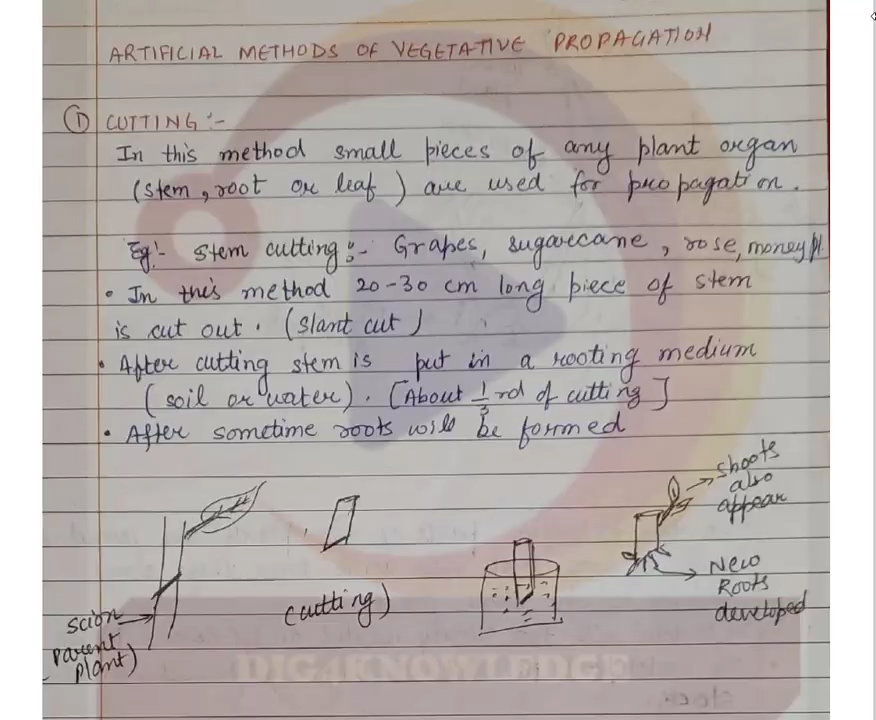 ARTIFICIAL METHODS OF VEGETATIVE PROPAGATION
① CUTTING :-
In this method small pieces of any plant organ
(stem, root or leaf) are used for propagation.
Eg:- Stem cutting :- Grapes, sugarcane, rose, money pl.
• In this method 20-30 cm long piece of stem
is cut out. (Slant cut)
• After cutting stem is put in a rooting medium
(soil or water). [About 1/3 rd of cutting]
• After sometime roots will be formed
shoots
also
appear
New
Roots
developed
(cutting)
scion
(Parent
plant)
DIGAKNOWLEDGE